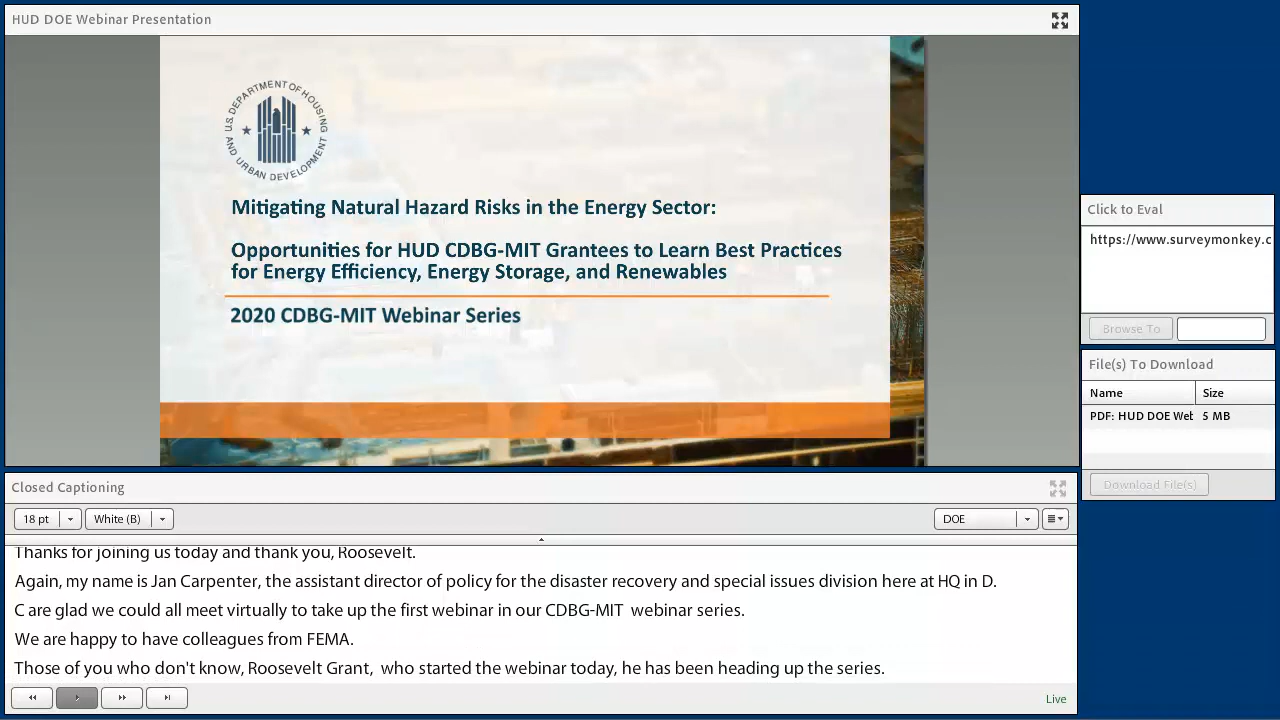 HUD DOE Webinar Presentation
U.S. DEPARTMENT OF HOUSING
AND URBAN DEVELOPMENT
Mitigating Natural Hazard Risks in the Energy Sector:
Opportunities for HUD CDBG-MIT Grantees to Learn Best Practices
for Energy Efficiency, Energy Storage, and Renewables
2020 CDBG-MIT Webinar Series
Click to Eval
https://www.surveymonkey.c
Browse To
File(s) To Download
Name Size
PDF: HUD DOE Wet 5 MB
Download File(s)
Closed Captioning
18 pt White (B) DOE
Thanks for joining us today and thank you, Roosevelt.
Again, my name is Jan Carpenter, the assistant director of policy for the disaster recovery and special issues division here at HQ in D.
C are glad we could all meet virtually to take up the first webinar in our CDBG-MIT webinar series.
We are happy to have colleagues from FEMA.
Those of you who don't know, Roosevelt Grant, who started the webinar today, he has been heading up the series.
Live